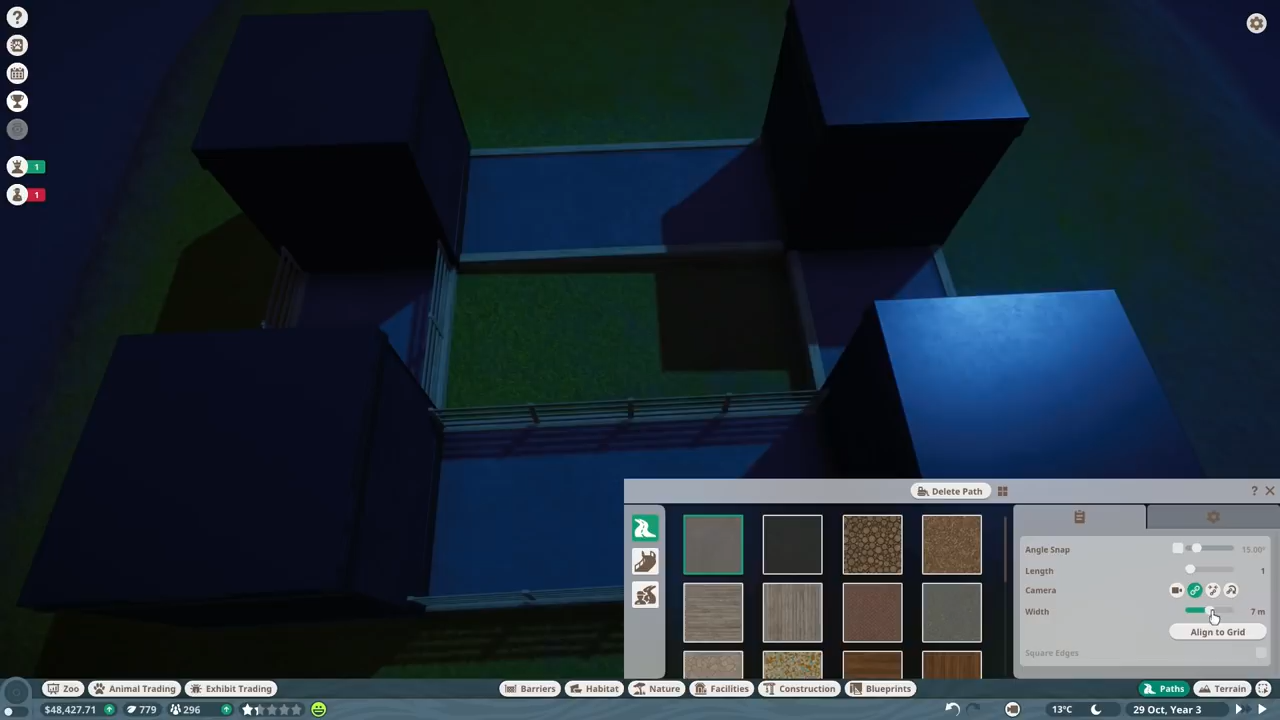 ?
1
1
Delete Path
?
Angle Snap 15.00°
Length 1
Camera
Width 7 m
Align to Grid
Square Edges
Zoo Animal Trading Exhibit Trading Barriers Habitat Nature Facilities Construction Blueprints Paths Terrain
$48,427.71 779 296 13°C 29 Oct, Year 3